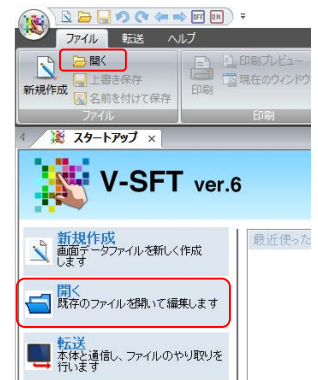 OFF ON
ファイル 転送 ヘルプ
新規作成
開く
上書き保存
名前を付けて保存
ファイル
印刷
印刷プレビュー
現在のウィンドウ
印刷
スタートアップ ×
V-SFT ver.6
新規作成
画面データファイルを新しく作成
します
開く
既存のファイルを開いて編集します
転送
本体と通信し、ファイルのやり取りを
行います
最近使った